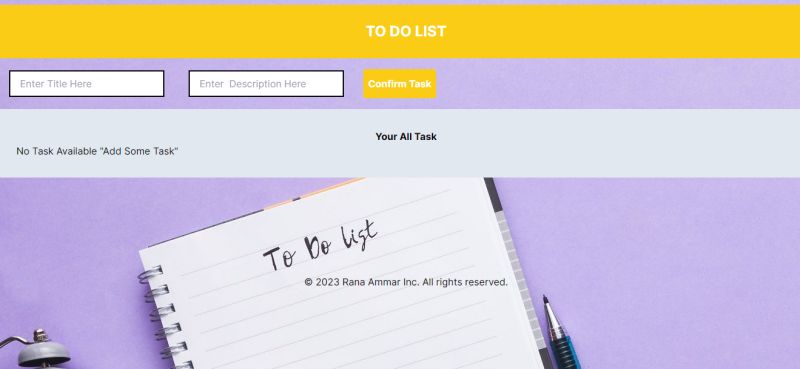 TO DO LIST
Enter Title Here
Enter Description Here
Confirm Task
Your All Task
No Task Available "Add Some Task"
To Do list
© 2023 Rana Ammar Inc. All rights reserved.